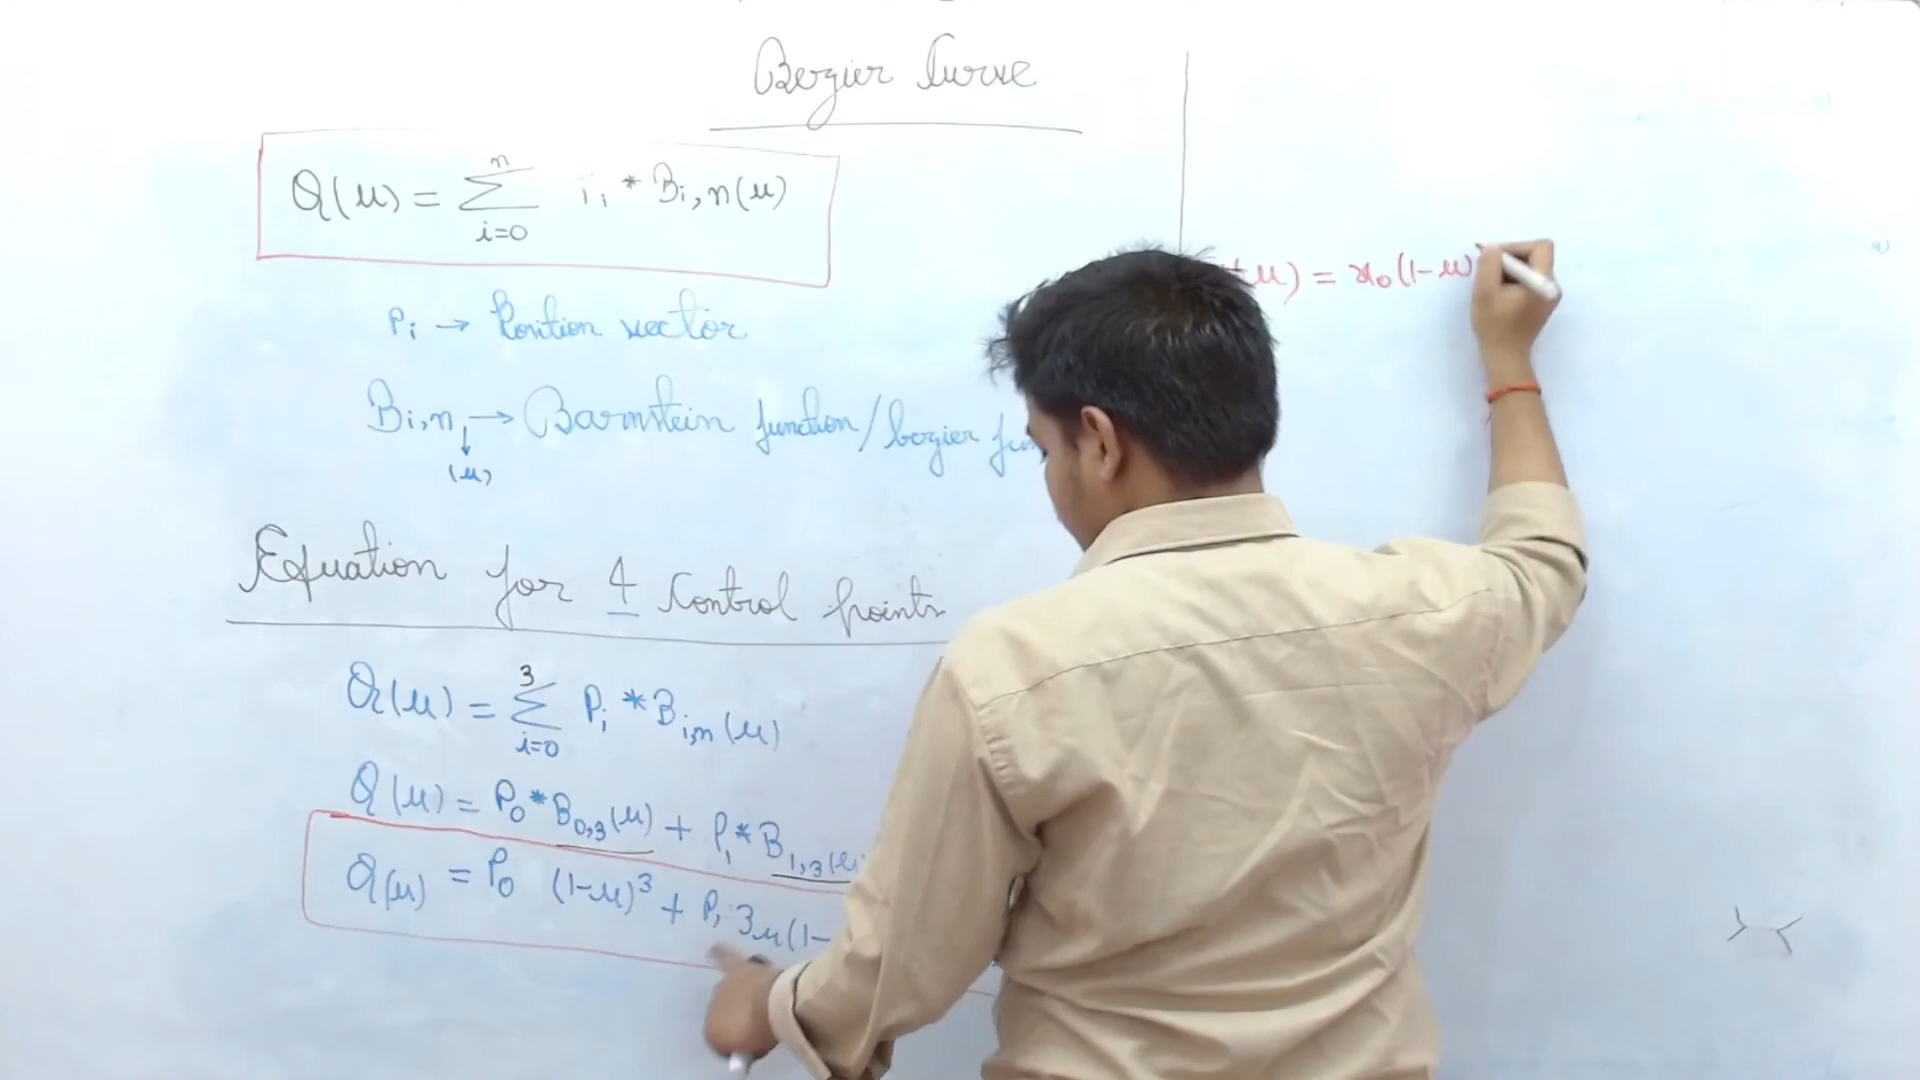 Bezier Curve
Q(u) = n Σ i=0 i * Bi,n(u)
Pi → Position vector
Bi,n → Barnstein function/bezier fun
(u)
Equation for 4 control points
Q(u) = 3 Σ i=0 Pi * Bi,n (u)
Q(u) = P0 * B0,3(u) + P1 * B1,3(u
Q(u) = P0 (1-u)^3 + P1 3u(1-
u) = x0 (1-u)